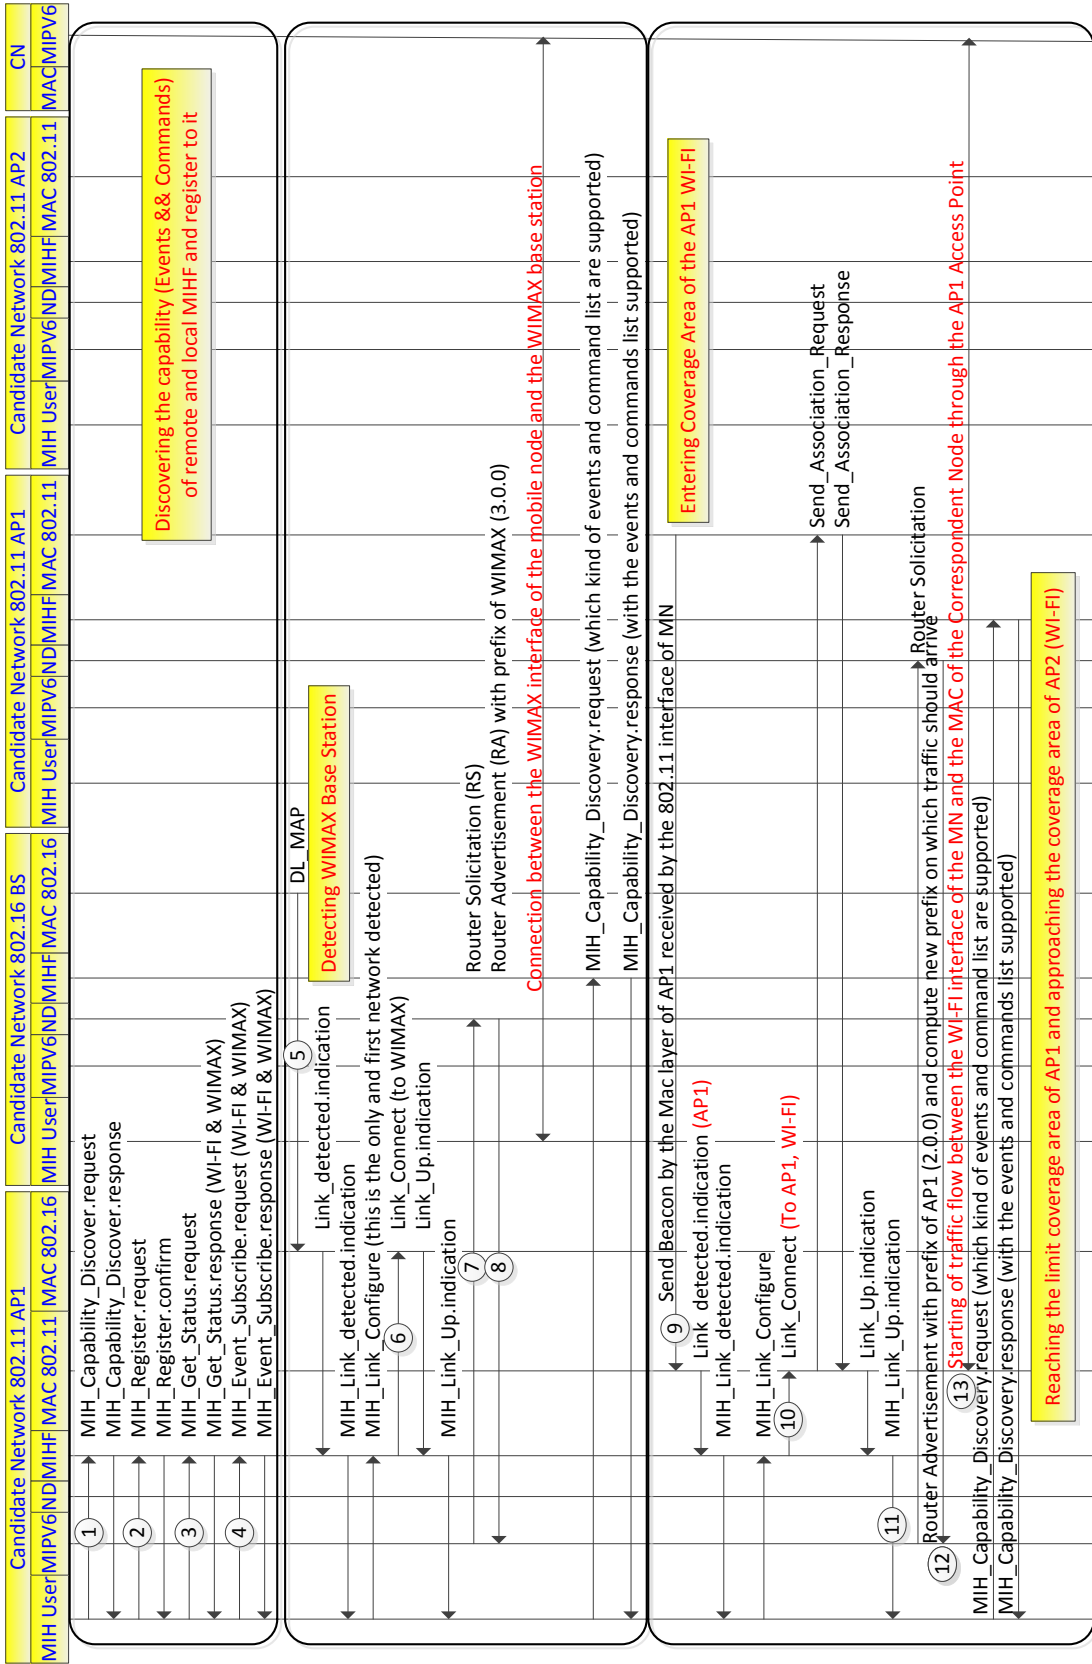 Candidate Network 802.11 AP1
Candidate Network 802.16 BS
Candidate Network 802.11 AP1
Candidate Network 802.11 AP2
CN
MIH User MIPV6 ND MIHF MAC 802.11 MAC 802.16
MIH User MIPV6 ND MIHF MAC 802.16
MIH User MIPV6 ND MIHF MAC 802.11
MIH User MIPV6 ND MIHF MAC 802.11
MAC MIPV6
Discovering the capability (Events && Commands)
of remote and local MIHF and register to it
1
MIH_Capability_Discover.request
MIH_Capability_Discover.response
2
MIH_Register.request
MIH_Register.confirm
3
MIH_Get_Status.request
MIH_Get_Status.response (WI-FI & WIMAX)
4
MIH_Event_Subscribe.request (WI-FI & WIMAX)
MIH_Event_Subscribe.response (WI-FI & WIMAX)
5
DL_MAP
Detecting WIMAX Base Station
Link_detected.indication
MIH_Link_detected.indication
MIH_Link_Configure (this is the only and first network detected)
6
Link_Connect (to WIMAX)
Link_Up.indication
MIH_Link_Up.indication
7
Router Solicitation (RS)
8
Router Advertisement (RA) with prefix of WIMAX (3.0.0)
Connection between the WIMAX interface of the mobile node and the WIMAX base station
MIH_Capability_Discovery.request (which kind of events and command list are supported)
MIH_Capability_Discovery.response (with the events and commands list supported)
9
Send Beacon by the Mac layer of AP1 received by the 802.11 interface of MN
Entering Coverage Area of the AP1 WI-FI
Link_detected.indication (AP1)
MIH_Link_detected.indication
MIH_Link_Configure
10
Link_Connect (To AP1, WI-FI)
Send_Association_Request
Send_Association_Response
Link_Up.indication
11
MIH_Link_Up.indication
Router Solicitation
12
Router Advertisement with prefix of AP1 (2.0.0) and compute new prefix on which traffic should arrive
13
Starting of traffic flow between the WI-FI interface of the MN and the MAC of the Correspondent Node through the AP1 Access Point
MIH_Capability_Discovery.request (which kind of events and command list are supported)
MIH_Capability_Discovery.response (with the events and commands list supported)
Reaching the limit coverage area of AP1 and approaching the coverage area of AP2 (WI-FI)